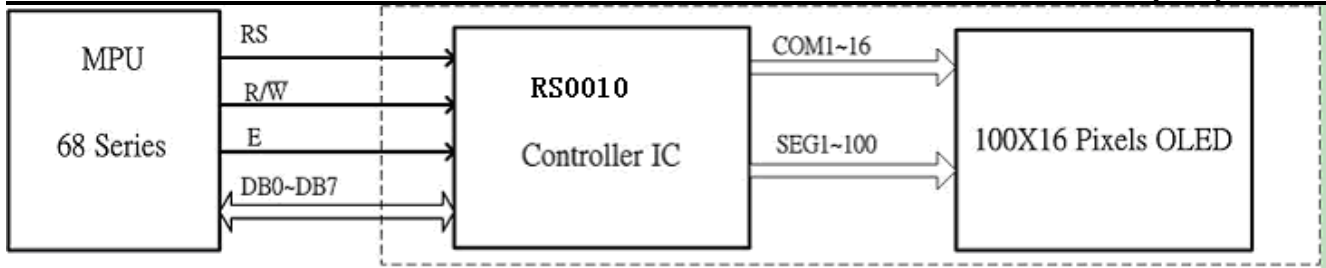 MPU
68 Series
RS
R/W̅
E
DB0~DB7
RS0010
Controller IC
COM1~16
SEG1~100
100X16 Pixels OLED